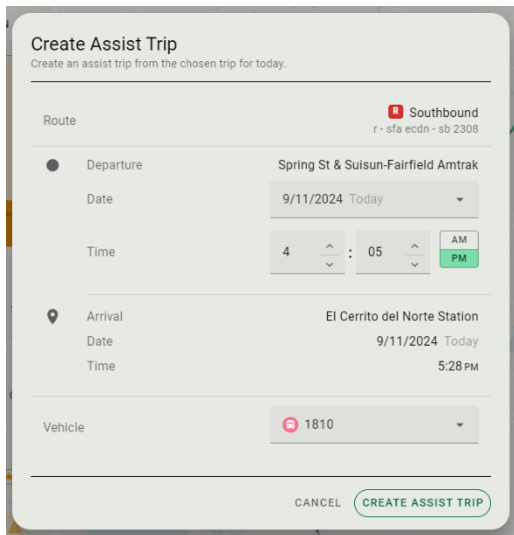 Create Assist Trip
Create an assist trip from the chosen trip for today.
Route
R Southbound
r - sfa ecdn - sb 2308
Departure
Spring St & Suisun-Fairfield Amtrak
Date
9/11/2024 Today
Time
4 : 05
AM
PM
Arrival
El Cerrito del Norte Station
Date
9/11/2024 Today
Time
5:28 PM
Vehicle
1810
CANCEL
CREATE ASSIST TRIP